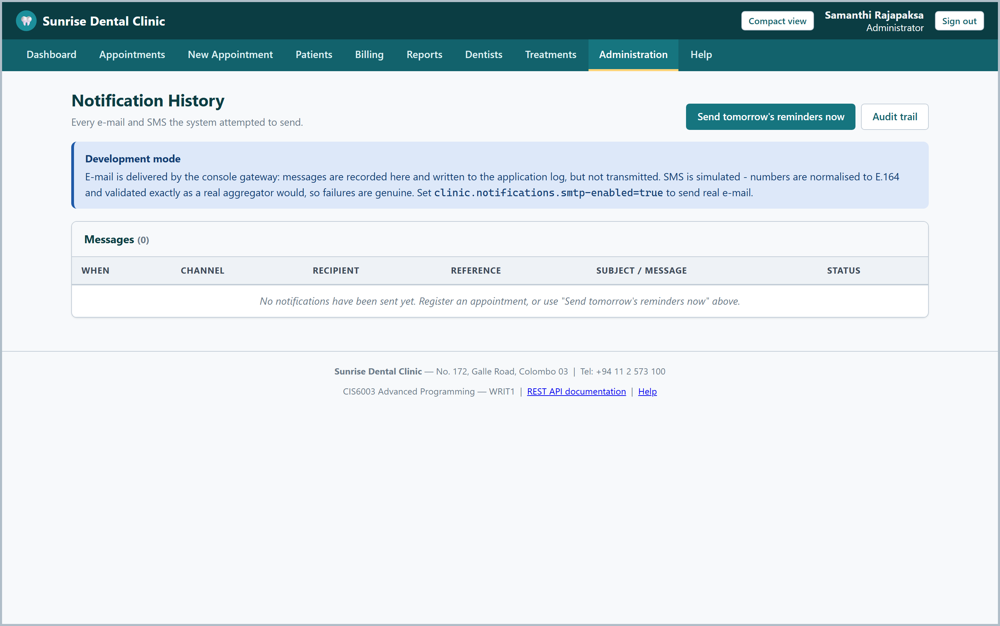 Sunrise Dental Clinic
Compact view
Samanthi Rajapaksa
Administrator
Sign out
Dashboard Appointments New Appointment Patients Billing Reports Dentists Treatments Administration Help
Notification History
Every e-mail and SMS the system attempted to send.
Send tomorrow's reminders now Audit trail
Development mode
E-mail is delivered by the console gateway: messages are recorded here and written to the application log, but not transmitted. SMS is simulated - numbers are normalised to E.164
and validated exactly as a real aggregator would, so failures are genuine. Set clinic.notifications.smtp-enabled=true to send real e-mail.
Messages (0)
WHEN CHANNEL RECIPIENT REFERENCE SUBJECT / MESSAGE STATUS
No notifications have been sent yet. Register an appointment, or use "Send tomorrow's reminders now" above.
Sunrise Dental Clinic — No. 172, Galle Road, Colombo 03 | Tel: +94 11 2 573 100
CIS6003 Advanced Programming — WRIT1 | REST API documentation | Help